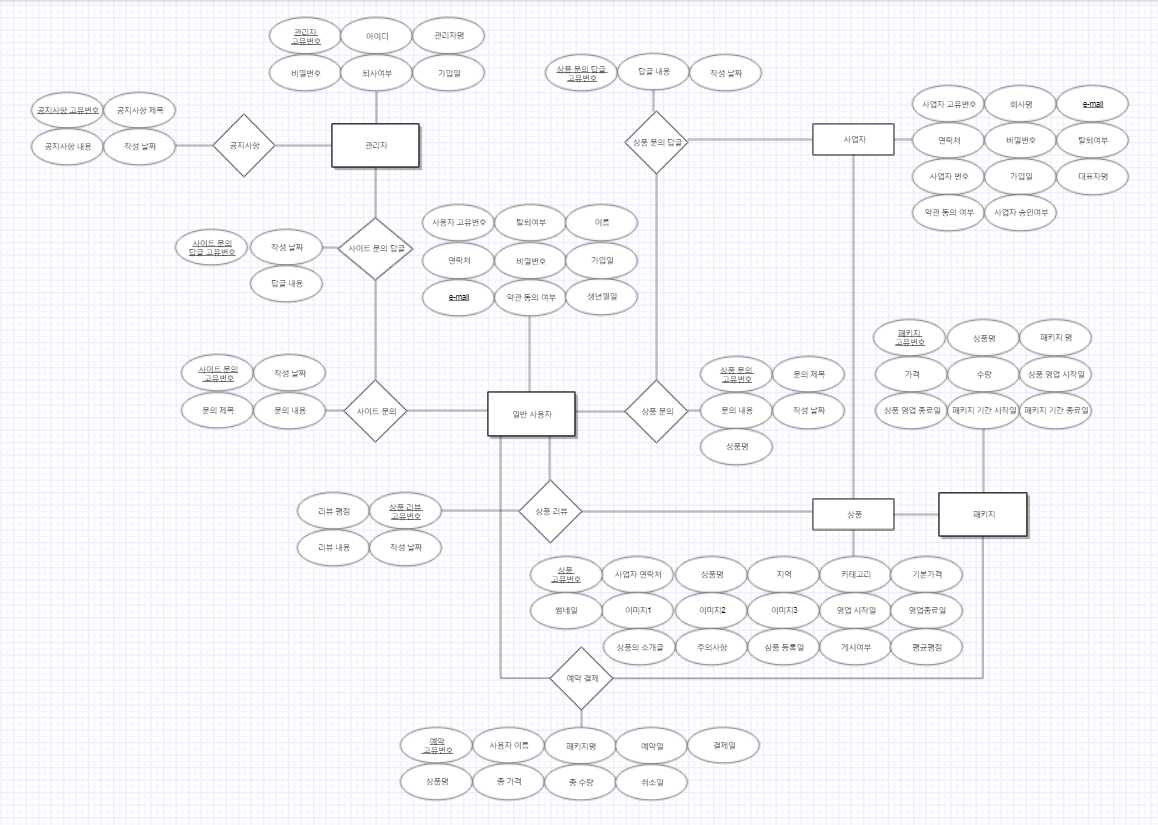 관리자
고유번호
아이디
관리자명
비밀번호
퇴사여부
가입일
상품 문의 답글
고유번호
답글 내용
작성 날짜
공지사항 고유번호
공지사항 제목
공지사항 내용
작성 날짜
공지사항
관리자
상품 문의 답글
사업자
사업자 고유번호
회사명
e-mail
연락처
비밀번호
탈퇴여부
사업자 번호
가입일
대표자명
약관 동의 여부
사업자 승인여부
사이트 문의
답글 고유번호
작성 날짜
답글 내용
사이트 문의 답글
사용자 고유번호
탈퇴여부
이름
연락처
비밀번호
가입일
e-mail
약관 동의 여부
생년월일
사이트 문의
고유번호
작성 날짜
문의 제목
문의 내용
사이트 문의
일반 사용자
상품 문의
상품 문의
고유번호
문의 제목
문의 내용
작성 날짜
상품명
패키지
고유번호
상품명
패키지 명
가격
수량
상품 영업 시작일
상품 영업 종료일
패키지 기간 시작일
패키지 기간 종료일
리뷰 평점
상품 리뷰
고유번호
리뷰 내용
작성 날짜
상품 리뷰
상품
패키지
상품
고유번호
사업자 연락처
상품명
지역
카테고리
기본가격
썸네일
이미지1
이미지2
이미지3
영업 시작일
영업종료일
상품의 소개글
주의사항
상품 등록일
게시여부
평균평점
예약 결제
예약
고유번호
사용자 이름
패키지명
예약일
결제일
상품명
총 가격
총 수량
취소일